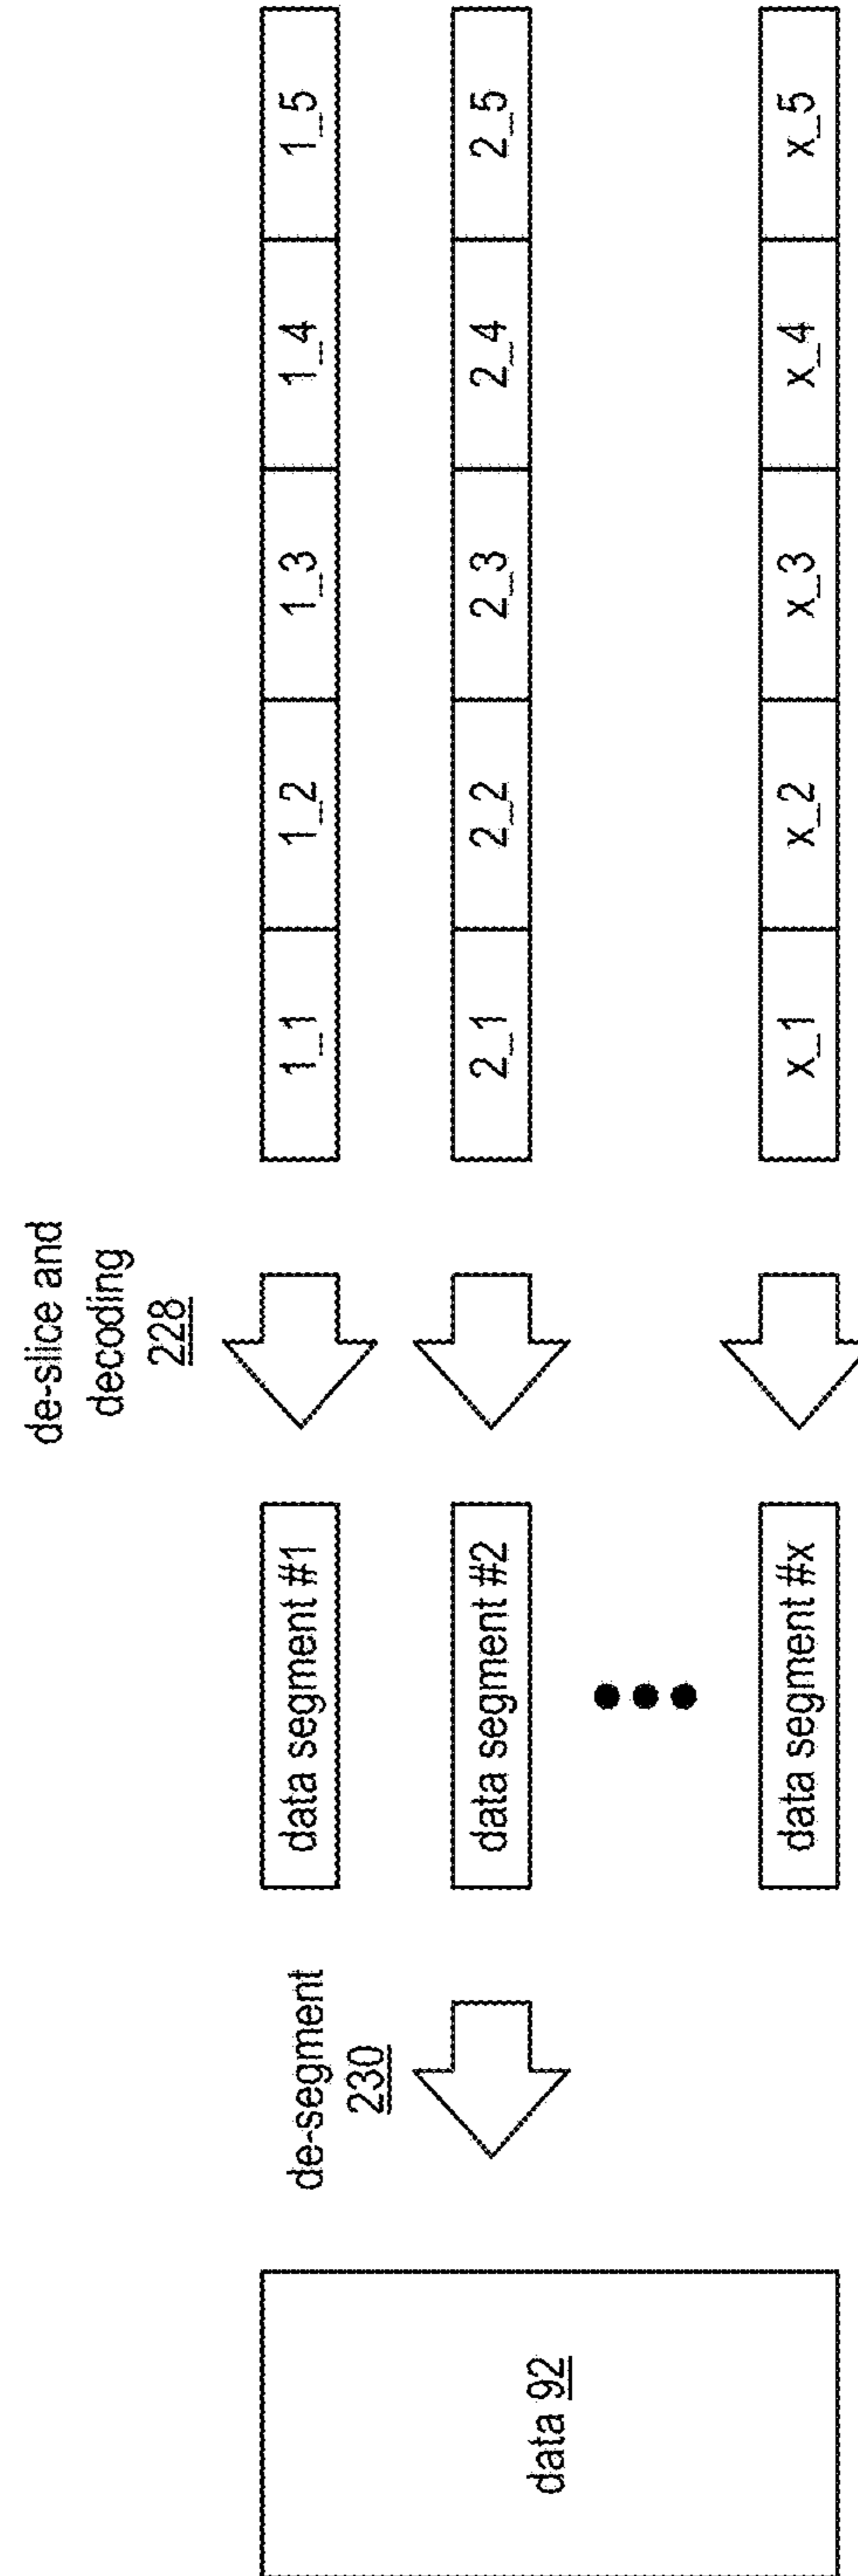 de-slice and
decoding
228
de-segment
230
data 92
data segment #1
1_1
1_2
1_3
1_4
1_5
data segment #2
2_1
2_2
2_3
2_4
2_5
data segment #x
x_1
x_2
x_3
x_4
x_5